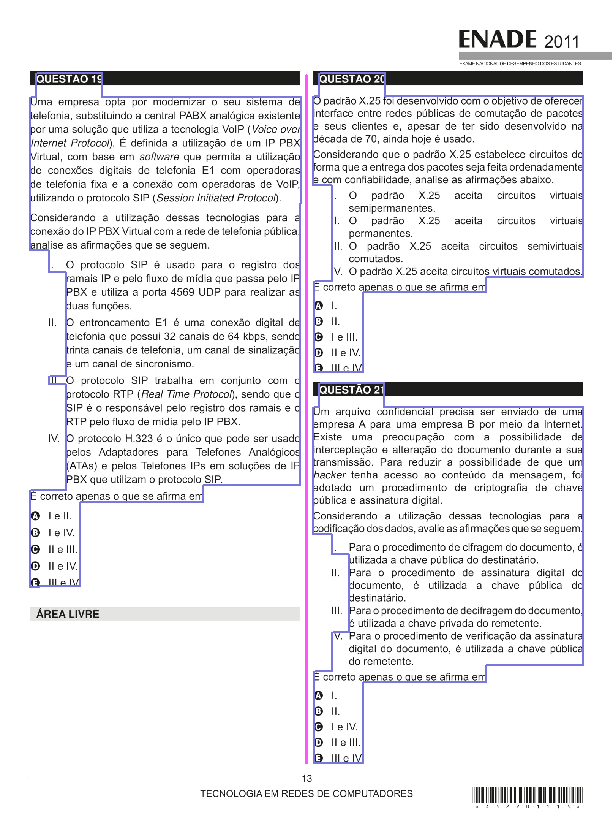 ENADE 2011
EXAME NACIONAL DE DESEMPENHO DOS ESTUDANTES
QUESTÃO 19
Uma empresa opta por modernizar o seu sistema de
telefonia, substituindo a central PABX analógica existente
por uma solução que utiliza a tecnologia VoIP (Voice over
Internet Protocol). É definida a utilização de um IP PBX
Virtual, com base em software que permita a utilização
de conexões digitais de telefonia E1 com operadoras
de telefonia fixa e a conexão com operadoras de VoIP,
utilizando o protocolo SIP (Session Initiated Protocol).
Considerando a utilização dessas tecnologias para a
conexão do IP PBX Virtual com a rede de telefonia pública,
analise as afirmações que se seguem.
I. O protocolo SIP é usado para o registro dos
ramais IP e pelo fluxo de mídia que passa pelo IP
PBX e utiliza a porta 4569 UDP para realizar as
duas funções.
II. O entroncamento E1 é uma conexão digital de
telefonia que possui 32 canais de 64 kbps, sendo
trinta canais de telefonia, um canal de sinalização
e um canal de sincronismo.
III. O protocolo SIP trabalha em conjunto com o
protocolo RTP (Real Time Protocol), sendo que o
SIP é o responsável pelo registro dos ramais e o
RTP pelo fluxo de mídia pelo IP PBX.
IV. O protocolo H.323 é o único que pode ser usado
pelos Adaptadores para Telefones Analógicos
(ATAs) e pelos Telefones IPs em soluções de IP
PBX que utilizam o protocolo SIP.
É correto apenas o que se afirma em
A I e II.
B I e IV.
C II e III.
D II e IV.
E III e IV.
ÁREA LIVRE
QUESTÃO 20
O padrão X.25 foi desenvolvido com o objetivo de oferecer
interface entre redes públicas de comutação de pacotes
e seus clientes e, apesar de ter sido desenvolvido na
década de 70, ainda hoje é usado.
Considerando que o padrão X.25 estabelece circuitos de
forma que a entrega dos pacotes seja feita ordenadamente
e com confiabilidade, analise as afirmações abaixo.
I. O padrão X.25 aceita circuitos virtuais
semipermanentes.
II. O padrão X.25 aceita circuitos virtuais
permanentes.
III. O padrão X.25 aceita circuitos semivirtuais
comutados.
IV. O padrão X.25 aceita circuitos virtuais comutados.
É correto apenas o que se afirma em
A I.
B II.
C I e III.
D II e IV.
E III e IV.
QUESTÃO 21
Um arquivo confidencial precisa ser enviado de uma
empresa A para uma empresa B por meio da Internet.
Existe uma preocupação com a possibilidade de
interceptação e alteração do documento durante a sua
transmissão. Para reduzir a possibilidade de que um
hacker tenha acesso ao conteúdo da mensagem, foi
adotado um procedimento de criptografia de chave
pública e assinatura digital.
Considerando a utilização dessas tecnologias para a
codificação dos dados, avalie as afirmações que se seguem.
I. Para o procedimento de cifragem do documento, é
utilizada a chave pública do destinatário.
II. Para o procedimento de assinatura digital do
documento, é utilizada a chave pública do
destinatário.
III. Para o procedimento de decifragem do documento,
é utilizada a chave privada do remetente.
IV. Para o procedimento de verificação da assinatura
digital do documento, é utilizada a chave pública
do remetente.
É correto apenas o que se afirma em
A I.
B II.
C I e IV.
D II e III.
E III e IV.
13
TECNOLOGIA EM REDES DE COMPUTADORES